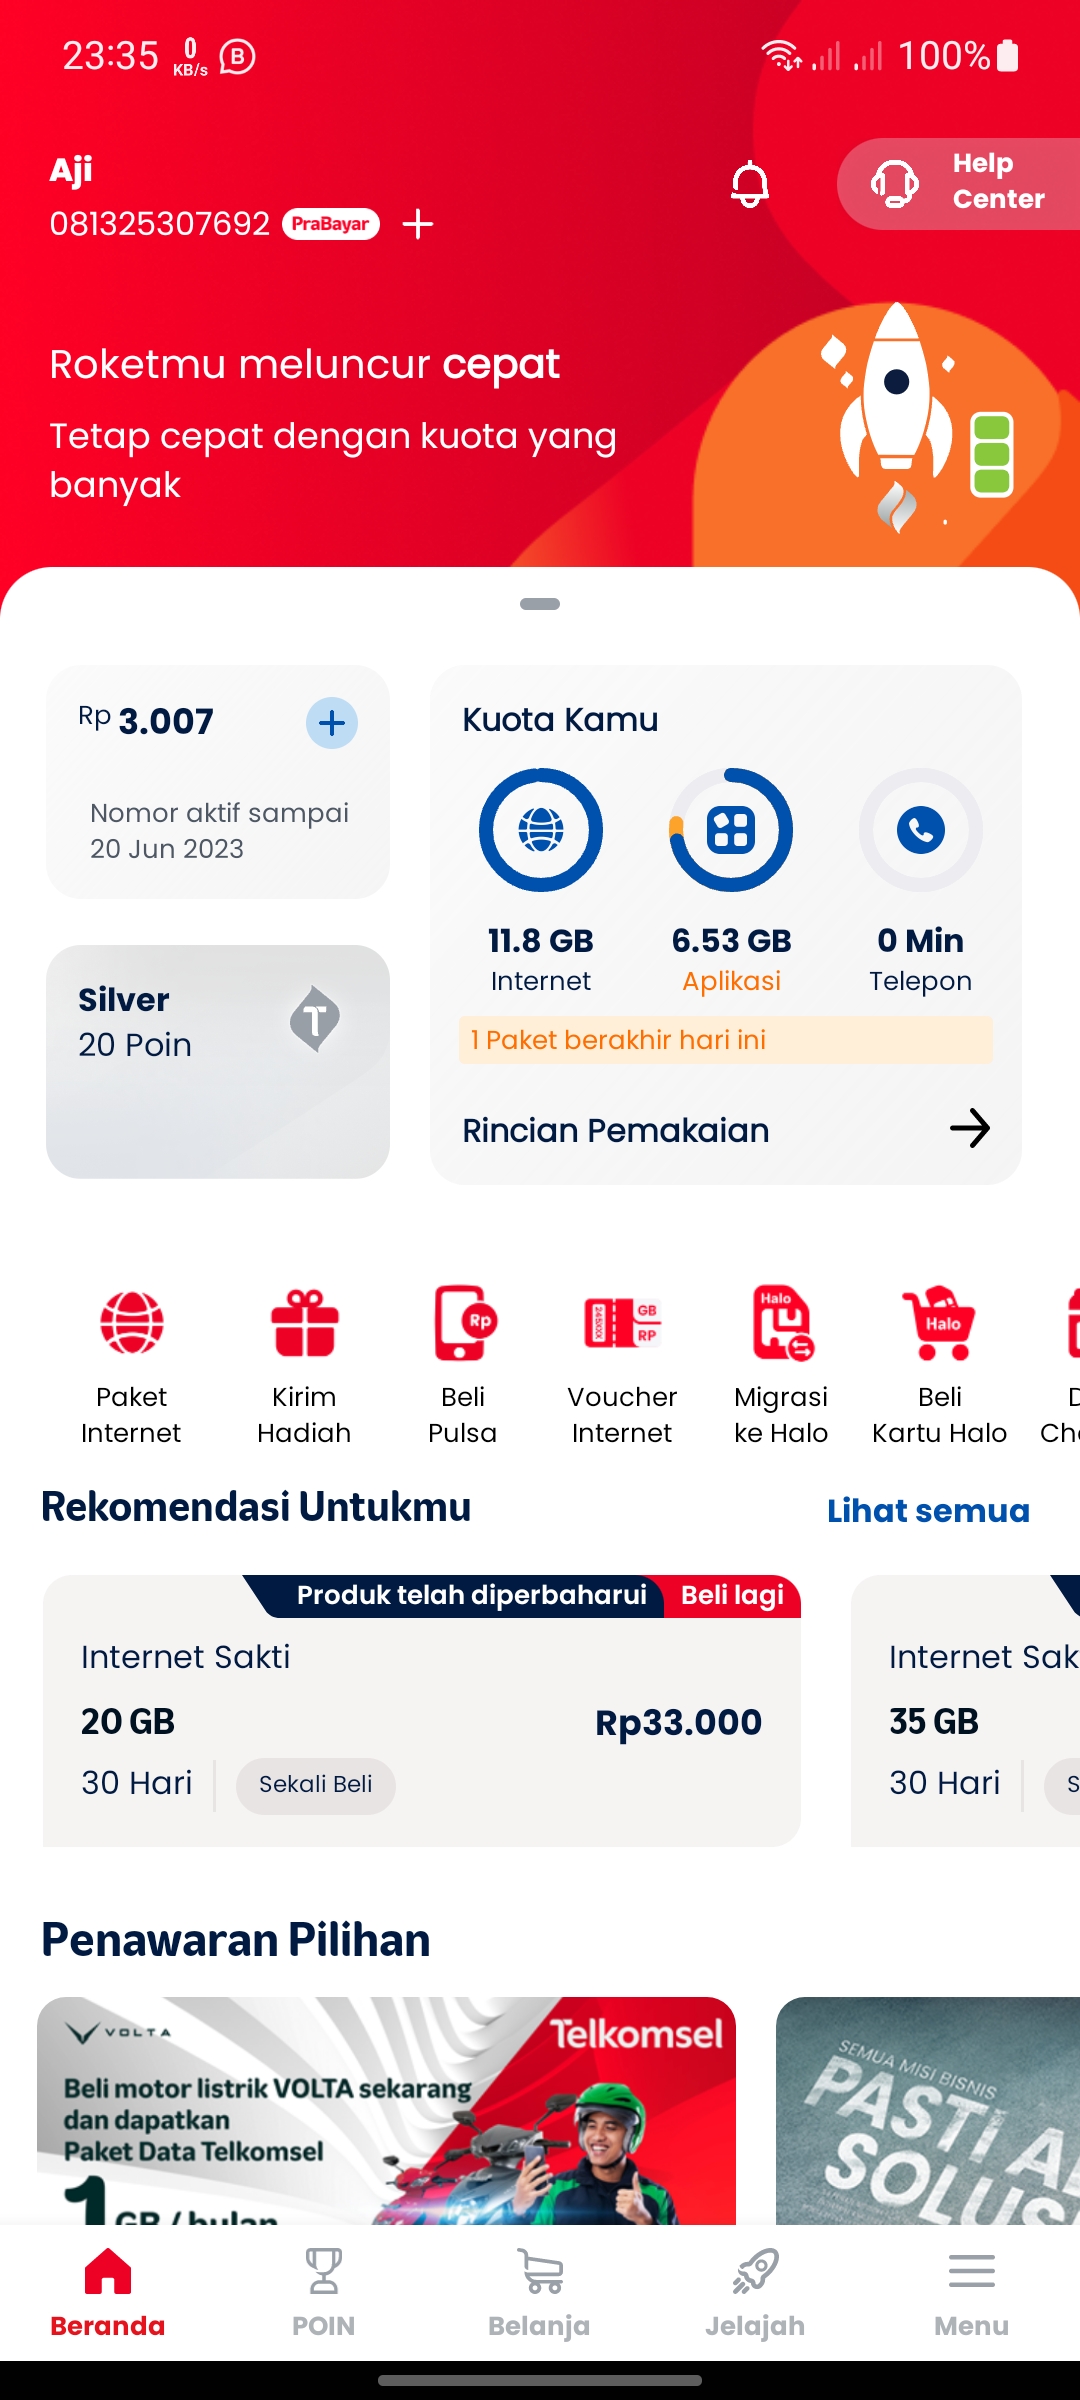 23:35
0
KB/s
B
100%
Aji
081325307692 PraBayar
Help
Center
Roketmu meluncur cepat
Tetap cepat dengan kuota yang
banyak
Rp 3.007
Nomor aktif sampai
20 Jun 2023
Silver
20 Poin
T
Kuota Kamu
11.8 GB
Internet
6.53 GB
Aplikasi
0 Min
Telepon
1 Paket berakhir hari ini
Rincian Pemakaian
Paket
Internet
Kirim
Hadiah
Rp
Beli
Pulsa
GB
RP
Voucher
Internet
Halo
Migrasi
ke Halo
Halo
Beli
Kartu Halo
Rekomendasi Untukmu
Lihat semua
Produk telah diperbaharui
Beli lagi
Internet Sakti
20 GB
Rp33.000
30 Hari
Sekali Beli
Internet Sak
35 GB
30 Hari
S
Penawaran Pilihan
VOLTA
Telkomsel
Beli motor listrik VOLTA sekarang
dan dapatkan
Paket Data Telkomsel
1 GB / bulan
SEMUA MISI BISNIS
PASTI A
SOLUS
Beranda
POIN
Belanja
Jelajah
Menu